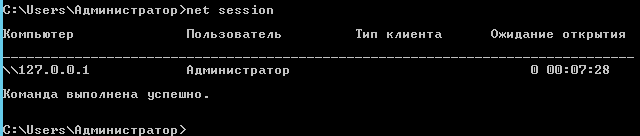 C:\Users\Администратор>net session
Компьютер Пользователь Тип клиента Ожидание открытия
-------------------------------------------------------------------------------
\\127.0.0.1 Администратор 0 00:07:28
Команда выполнена успешно.
C:\Users\Администратор>